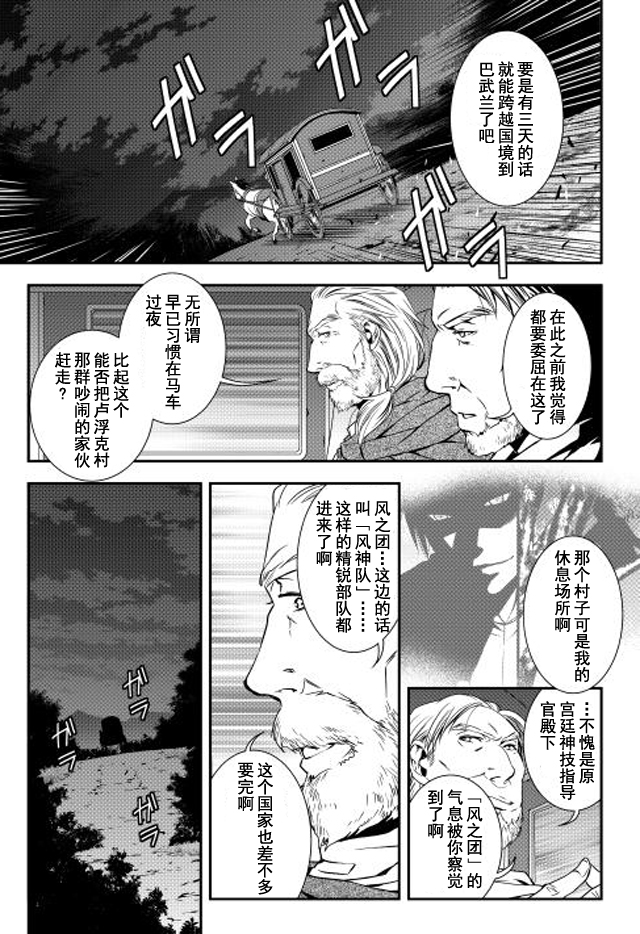 要是有三天的话
就能跨越国境到
巴武兰了吧
ガラ
ガラ
ガラ
ガラ
在此之前我觉得
都要委屈在这了
无所谓
早已习惯在马车
过夜
比起这个
能否把卢浮克村
那群吵闹的家伙
赶走？
那个村子可是我的
休息场所啊
…不愧是原
宫廷神技指导
官殿下
「风之团」的
气息被你察觉
到了啊
风之团…这边的话
叫「风神队」……
这样的精锐部队都
进来了啊
这个国家也差不多
要完啊
ガラ
ガラ